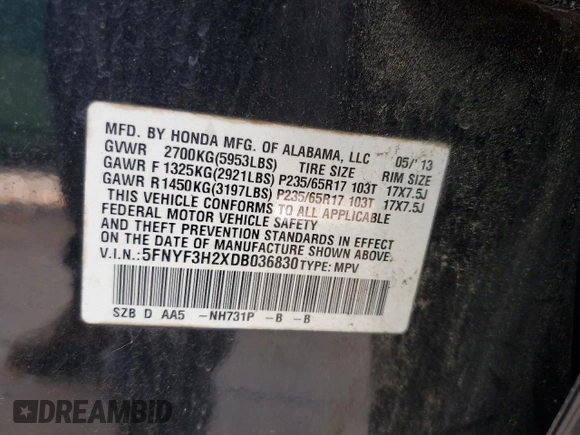 MFD. BY HONDA MFG. OF ALABAMA, LLC 05/'13
GVWR 2700KG(5953LBS) TIRE SIZE RIM SIZE
GAWR F 1325KG(2921LBS) P235/65R17 103T 17X7.5J
GAWR R1450KG(3197LBS) P235/65R17 103T 17X7.5J
THIS VEHICLE CONFORMS TO ALL APPLICABLE
FEDERAL MOTOR VEHICLE SAFETY
AND THEFT PREVENTION STANDARDS IN EFFECT
ON THE DATE OF MANUFACTURE SHOWN ABOVE.
V.I.N.: 5FNYF3H2XDB036830 TYPE: MPV
SZB D AA5 -NH731P -B -B
DREAMBID